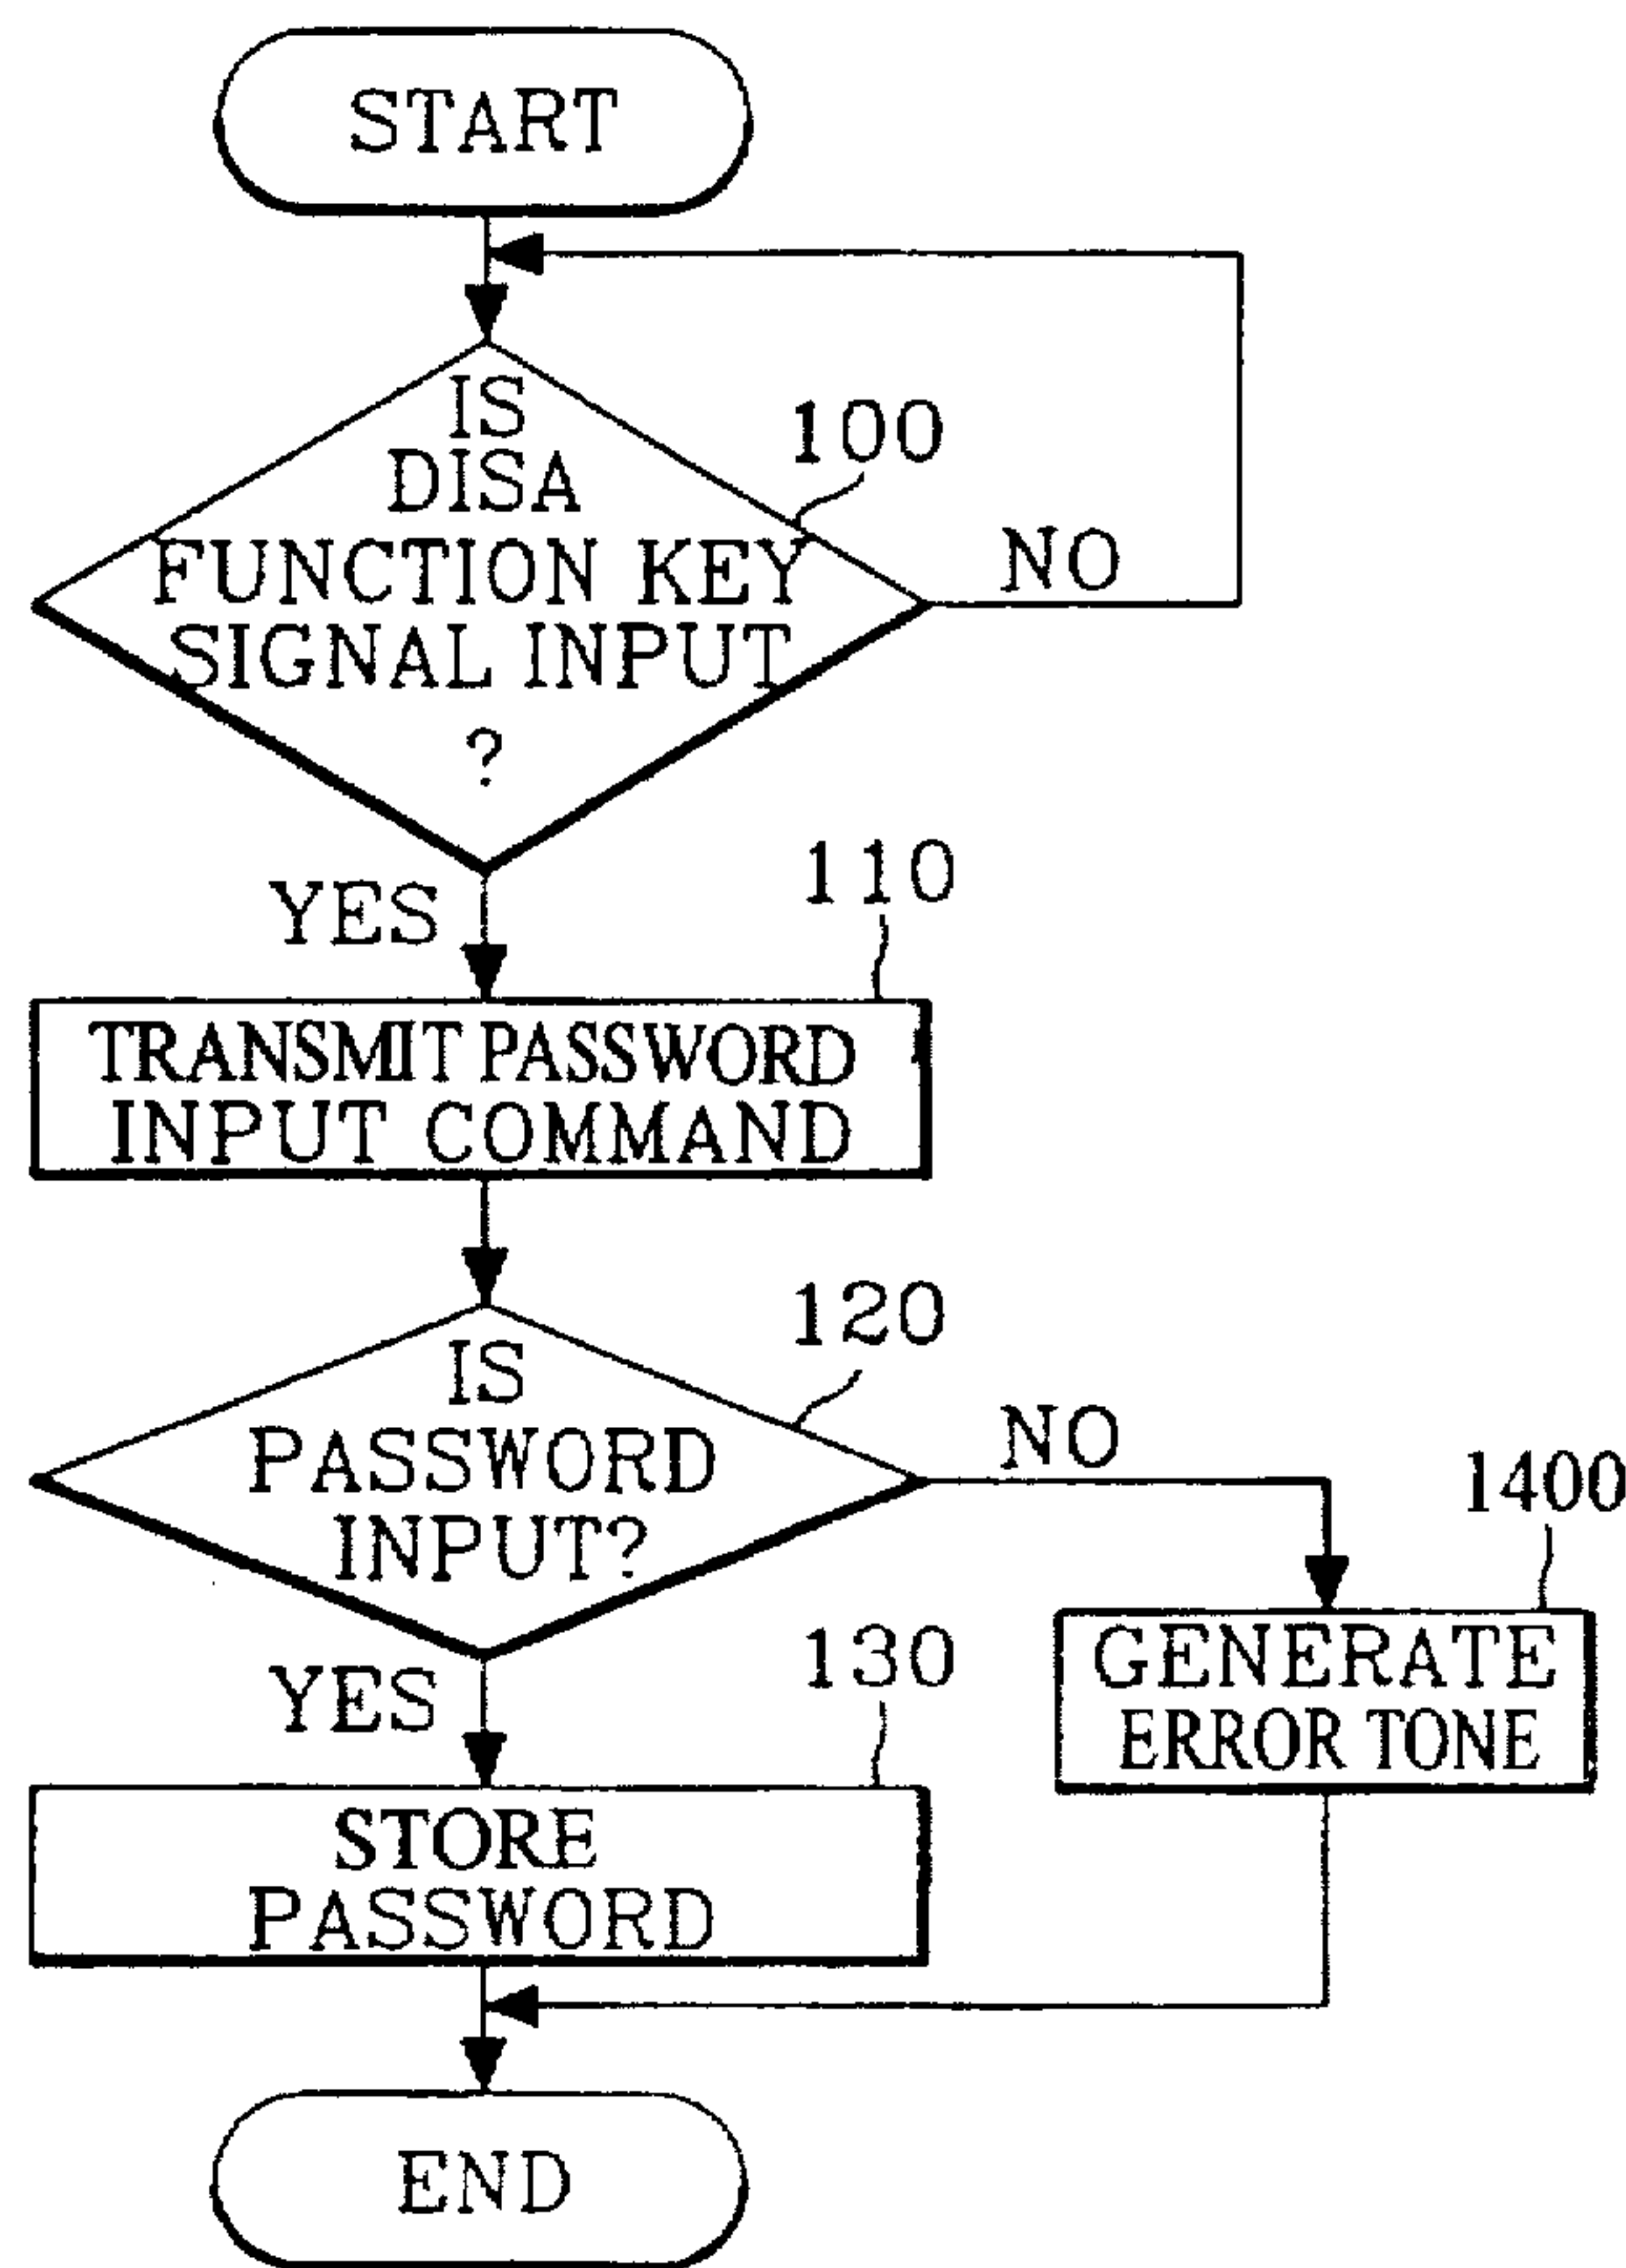 START
IS
DISA
FUNCTION KEY
SIGNAL INPUT
?
100
NO
YES
110
TRANSMIT PASSWORD
INPUT COMMAND
IS
PASSWORD
INPUT?
120
NO
1400
GENERATE
ERROR TONE
YES
130
STORE
PASSWORD
END